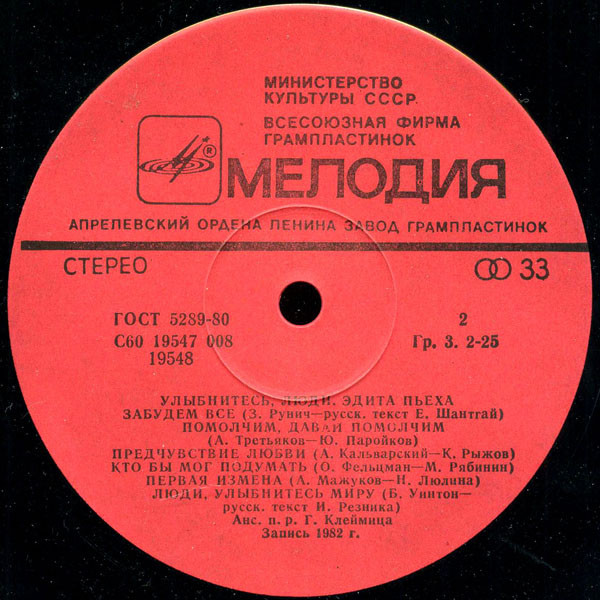 МИНИСТЕРСТВО
КУЛЬТУРЫ СССР
ВСЕСОЮЗНАЯ ФИРМА
ГРАМПЛАСТИНОК
®
МЕЛОДИЯ
АПРЕЛЕВСКИЙ ОРДЕНА ЛЕНИНА ЗАВОД ГРАМПЛАСТИНОК
СТЕРЕО
33
ГОСТ 5289-80
2
С60 19547 008
Гр. 3. 2-25
19548
УЛЫБНИТЕСЬ, ЛЮДИ. ЭДИТА ПЬЕХА
ЗАБУДЕМ ВСЕ (З. Рунич—русск. текст Е. Шантгай)
ПОМОЛЧИМ, ДАВАЙ ПОМОЛЧИМ
(А. Третьяков—Ю. Паройков)
ПРЕДЧУВСТВИЕ ЛЮБВИ (А. Кальварский—К. Рыжов)
КТО БЫ МОГ ПОДУМАТЬ (О. Фельцман—М. Рябинин)
ПЕРВАЯ ИЗМЕНА (А. Мажуков—Н. Люлина)
ЛЮДИ, УЛЫБНИТЕСЬ МИРУ (Б. Уинтон—
русск. текст И. Резника)
Анс. п. р. Г. Клеймица
Запись 1982 г.